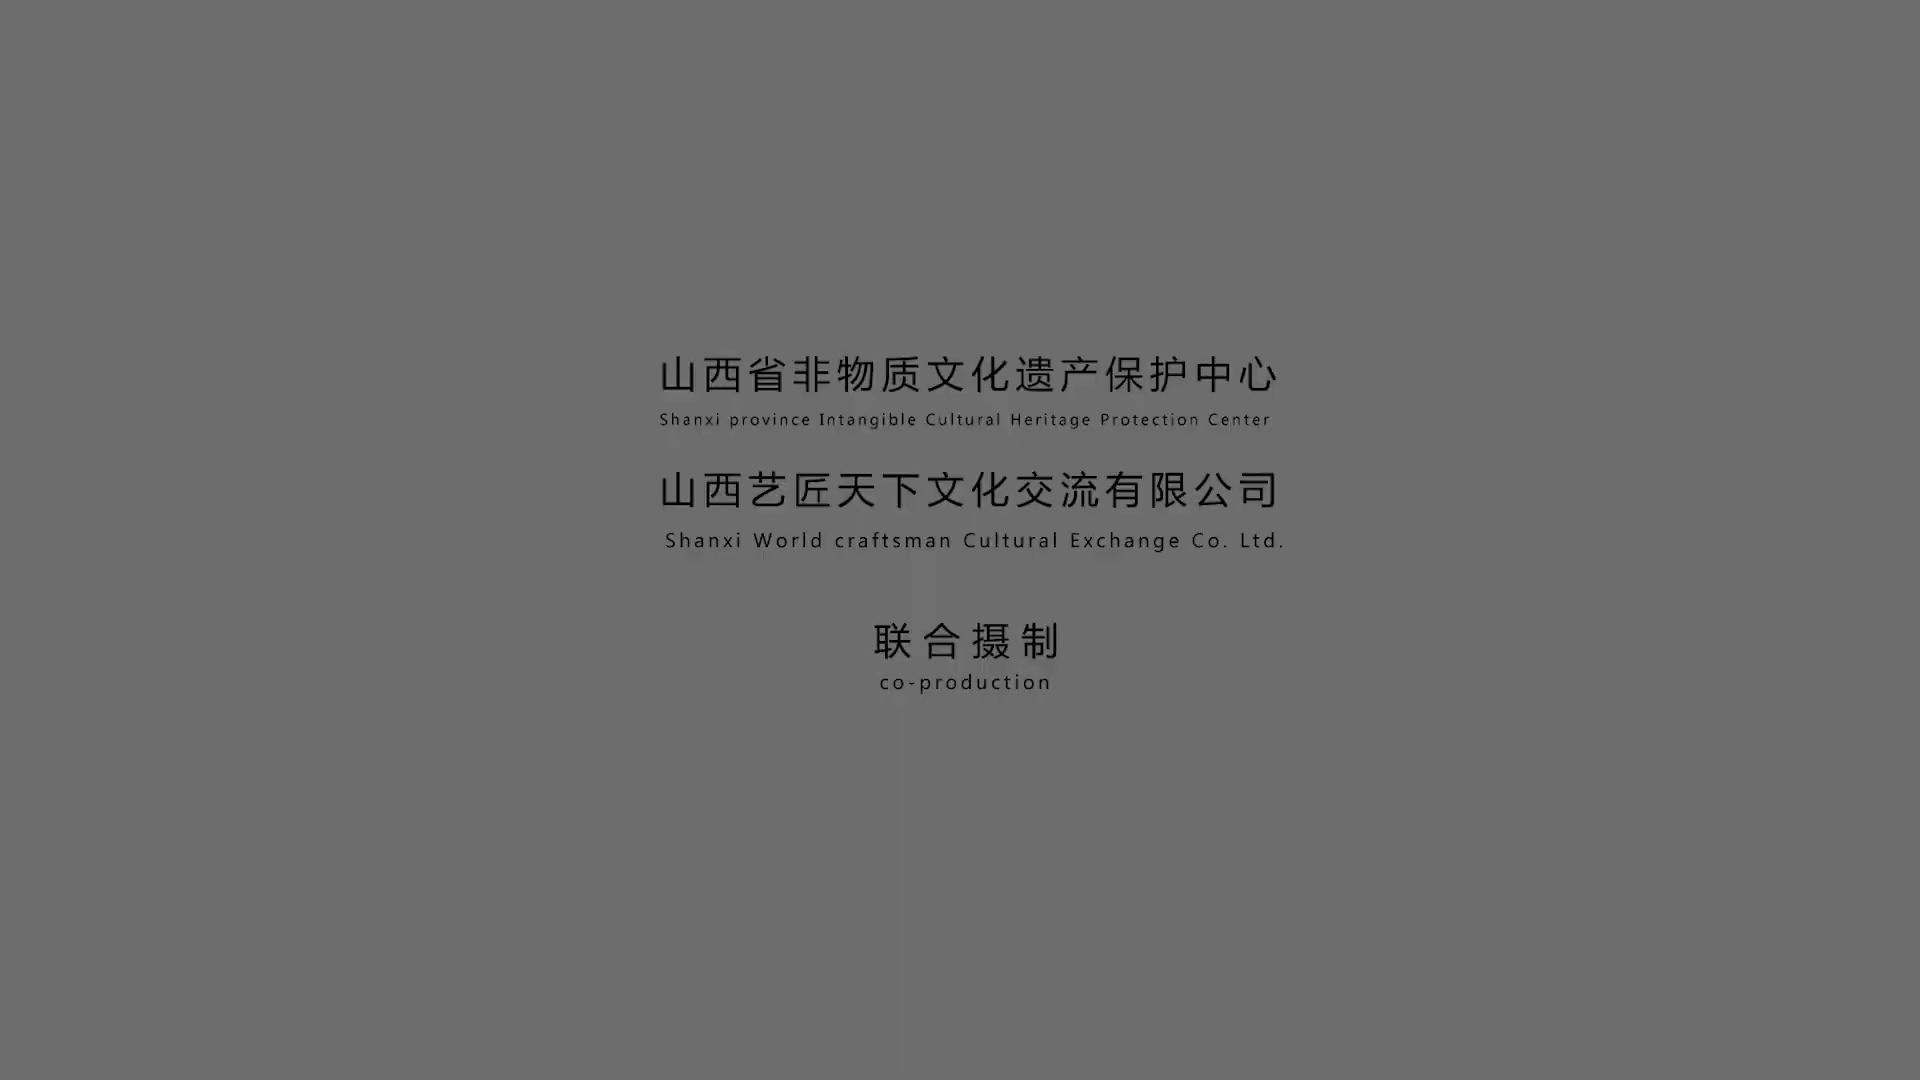 山西省非物质文化遗产保护中心
Shanxi province Intangible Cultural Heritage Protection Center
山西艺匠天下文化交流有限公司
Shanxi World craftsman Cultural Exchange Co. Ltd.
联合摄制
co-production